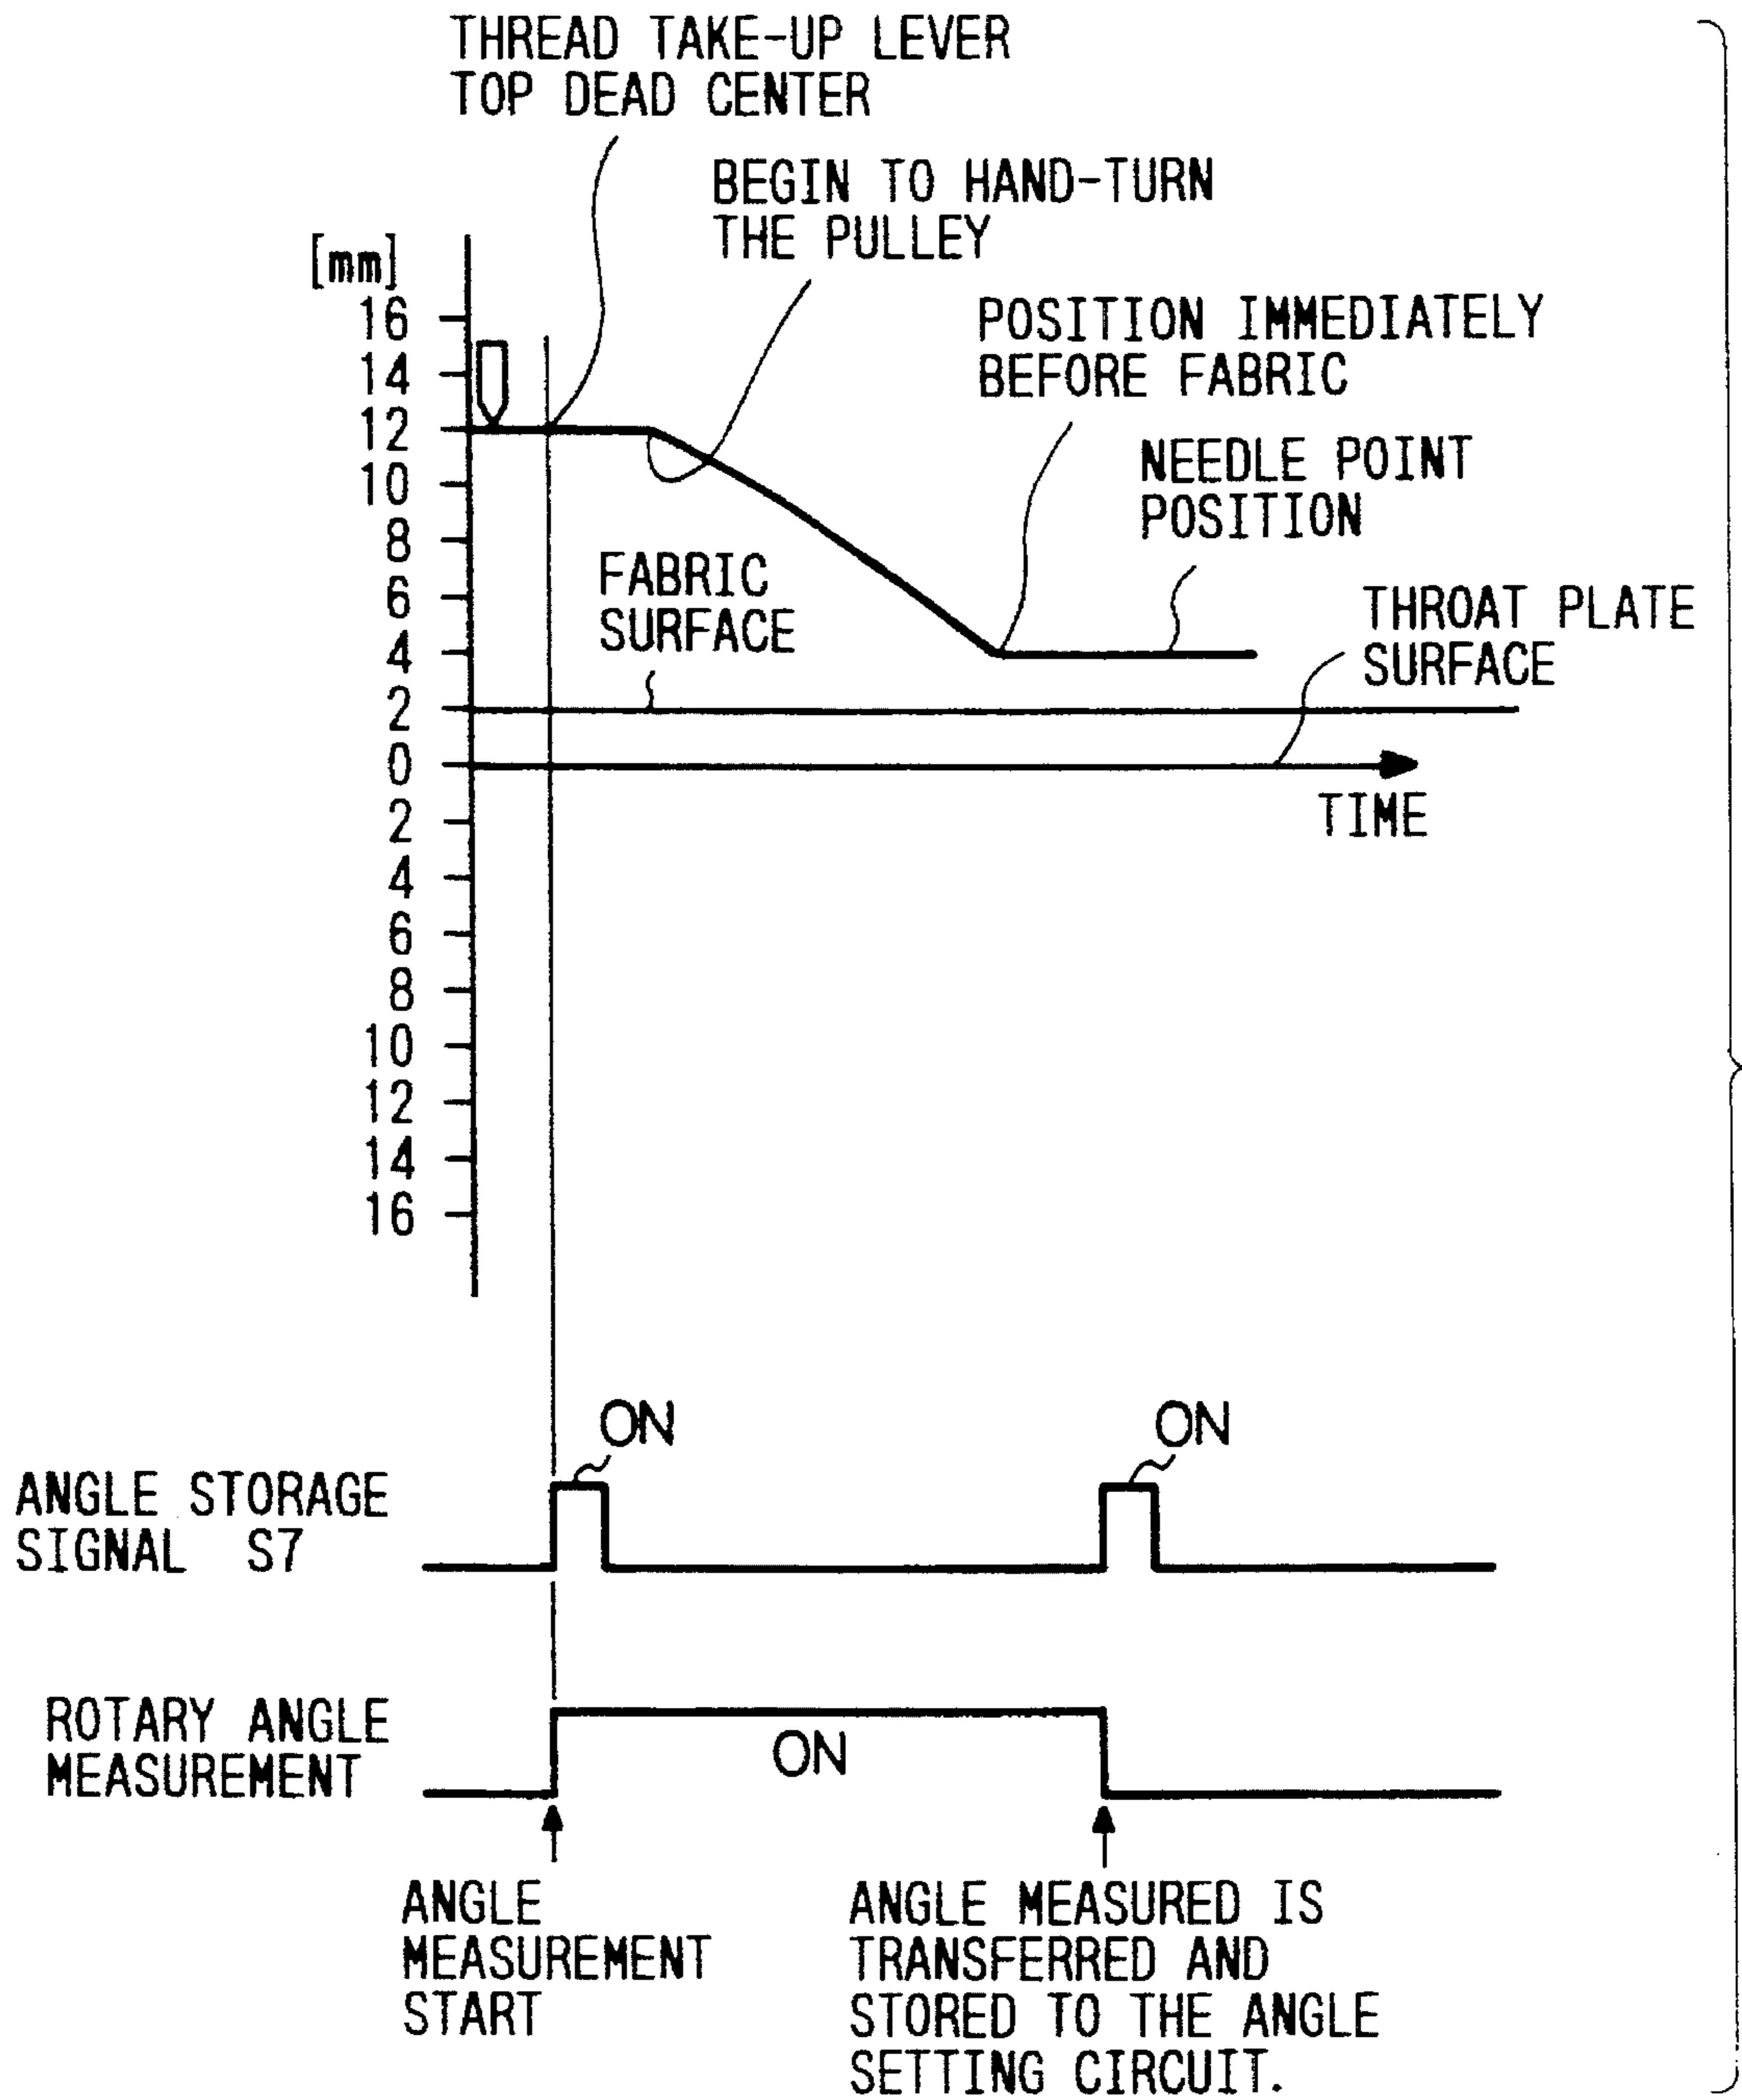 THREAD TAKE-UP LEVER
TOP DEAD CENTER
BEGIN TO HAND-TURN
THE PULLEY
[mm]
POSITION IMMEDIATELY
BEFORE FABRIC
16
14
12
10
8
6
4
2
0
2
4
6
8
10
12
14
16
NEEDLE POINT
POSITION
FABRIC
SURFACE
THROAT PLATE
SURFACE
TIME
ON
ON
ANGLE STORAGE
SIGNAL S7
ROTARY ANGLE
MEASUREMENT
ON
ANGLE
MEASUREMENT
START
ANGLE MEASURED IS
TRANSFERRED AND
STORED TO THE ANGLE
SETTING CIRCUIT.